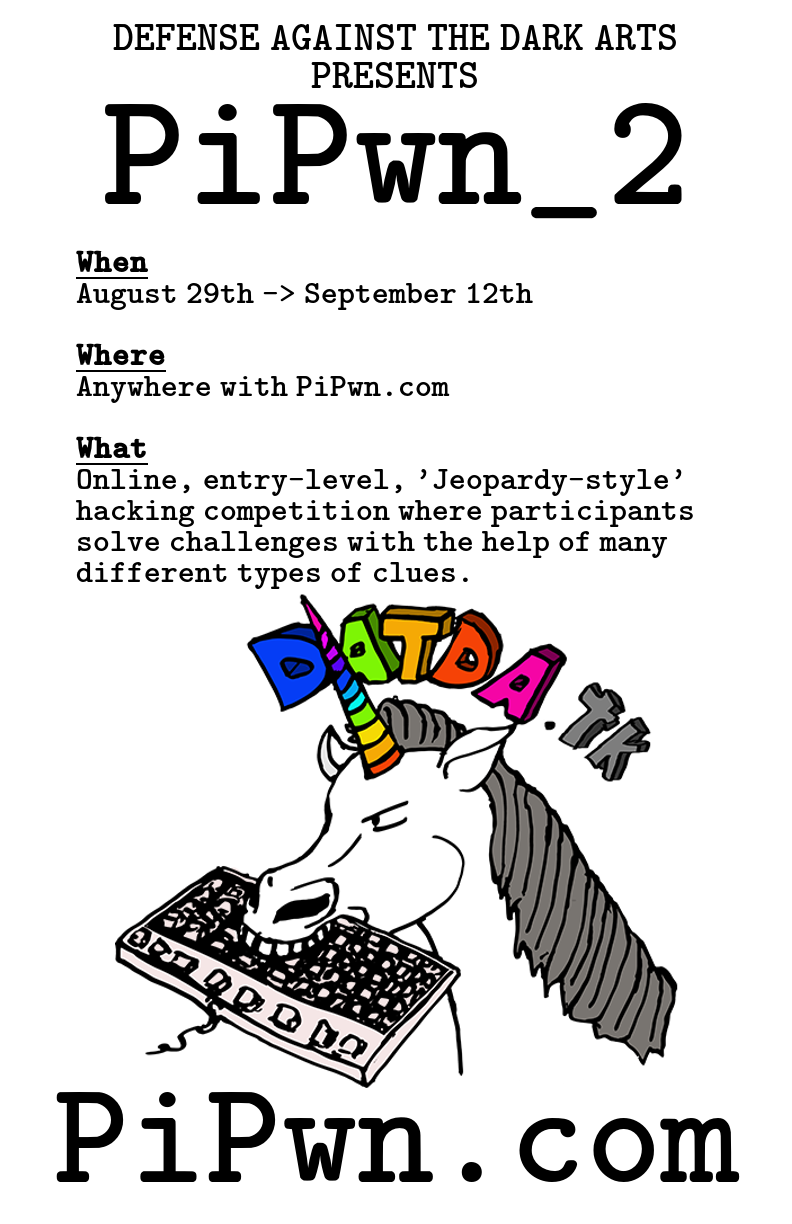 DEFENSE AGAINST THE DARK ARTS
PRESENTS
PiPwn_2
When
August 29th -> September 12th
Where
Anywhere with PiPwn.com
What
Online, entry-level, 'Jeopardy-style'
hacking competition where participants
solve challenges with the help of many
different types of clues.
DATDA.TK
PiPwn.com